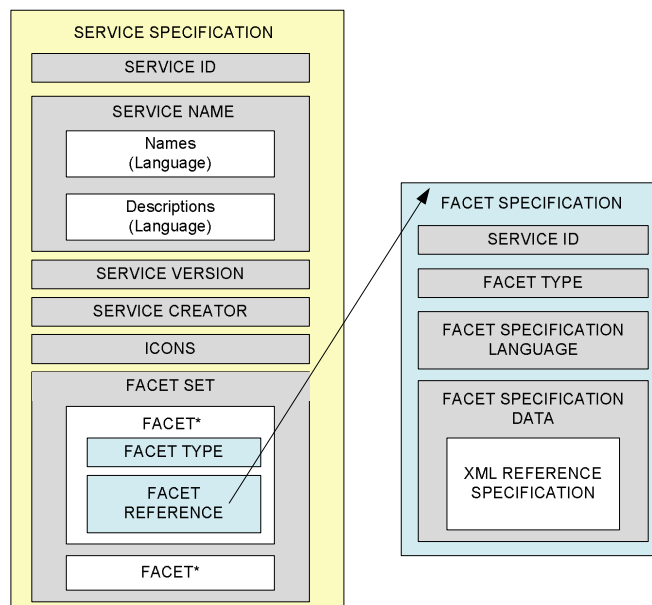 SERVICE SPECIFICATION
SERVICE ID
SERVICE NAME
Names
(Language)
Descriptions
(Language)
SERVICE VERSION
SERVICE CREATOR
ICONS
FACET SET
FACET*
FACET TYPE
FACET
REFERENCE
FACET*
FACET SPECIFICATION
SERVICE ID
FACET TYPE
FACET SPECIFICATION
LANGUAGE
FACET SPECIFICATION
DATA
XML REFERENCE
SPECIFICATION